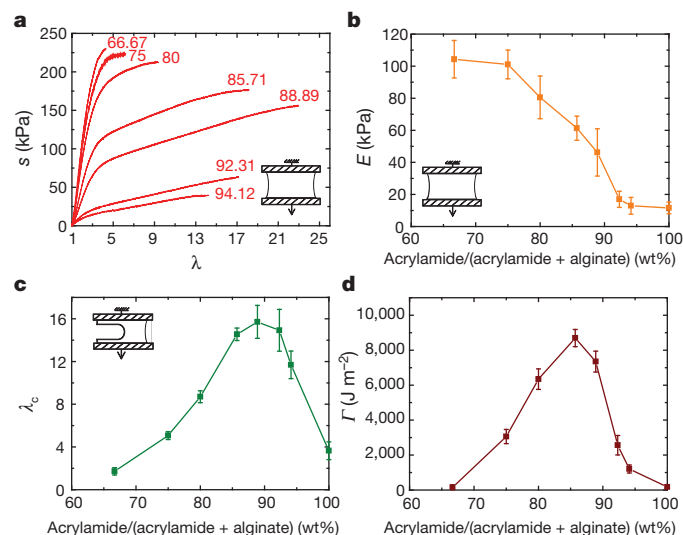 a
250
200
150
100
50
0
s (kPa)
66.67
75
80
85.71
88.89
92.31
94.12
1 5 9 13 17 21 25
λ
b
120
100
80
60
40
20
0
E (kPa)
60 70 80 90 100
Acrylamide/(acrylamide + alginate) (wt%)
c
16
12
8
4
0
λc
60 70 80 90 100
Acrylamide/(acrylamide + alginate) (wt%)
d
10,000
8,000
6,000
4,000
2,000
0
Γ (J m−2)
60 70 80 90 100
Acrylamide/(acrylamide + alginate) (wt%)